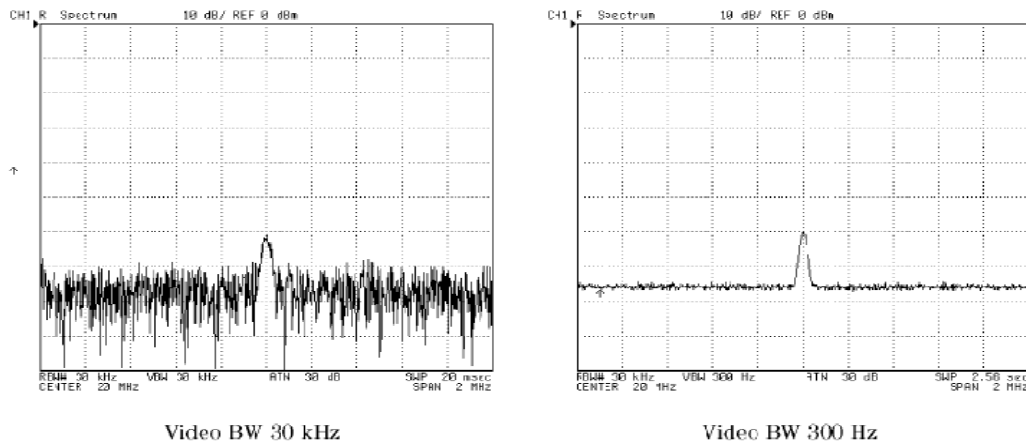 CH1 R Spectrum 10 dB/ REF 0 dBm
RBW# 30 kHz VBW 30 kHz ATN 30 dB SWP 20 msec
CENTER 20 MHz SPAN 2 MHz
Video BW 30 kHz
CH1 R Spectrum 10 dB/ REF 0 dBm
RBW# 30 kHz VBW 300 Hz ATN 30 dB SWP 2.56 sec
CENTER 20 MHz SPAN 2 MHz
Video BW 300 Hz